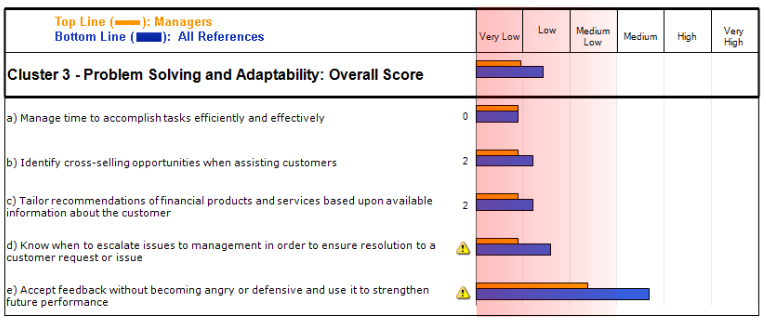 Top Line ( ): Managers
Bottom Line ( ): All References
Very Low
Low
Medium
Low
Medium
High
Very
High
Cluster 3 - Problem Solving and Adaptability: Overall Score
a) Manage time to accomplish tasks efficiently and effectively
0
b) Identify cross-selling opportunities when assisting customers
2
c) Tailor recommendations of financial products and services based upon available
information about the customer
2
d) Know when to escalate issues to management in order to ensure resolution to a
customer request or issue
e) Accept feedback without becoming angry or defensive and use it to strengthen
future performance